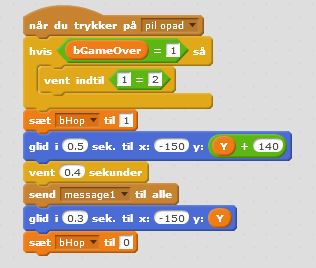 når du trykker på pil opad
hvis bGameOver = 1 så
vent indtil 1 = 2
sæt bHop til 1
glid i 0.5 sek. til x: -150 y: Y + 140
vent 0.4 sekunder
send message1 til alle
glid i 0.3 sek. til x: -150 y: Y
sæt bHop til 0